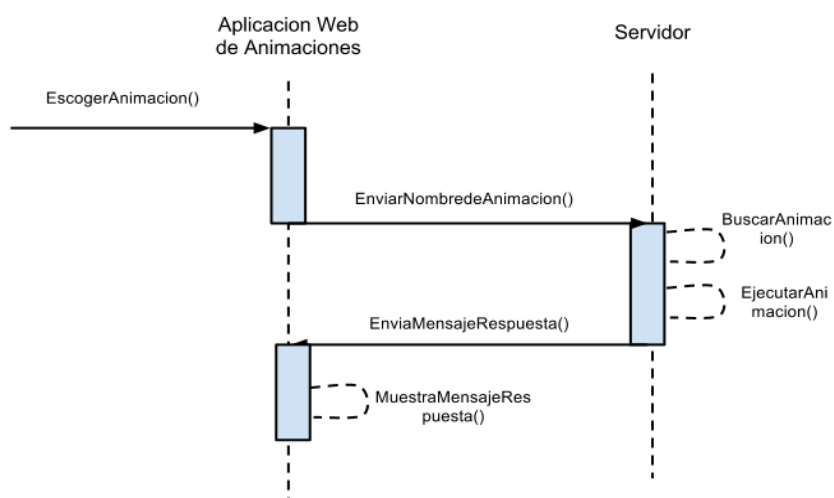 Aplicacion Web
de Animaciones
Servidor
EscogerAnimacion()
EnviarNombredeAnimacion()
BuscarAnimac
ion()
EjecutarAni
macion()
EnviaMensajeRespuesta()
MuestraMensajeRes
puesta()